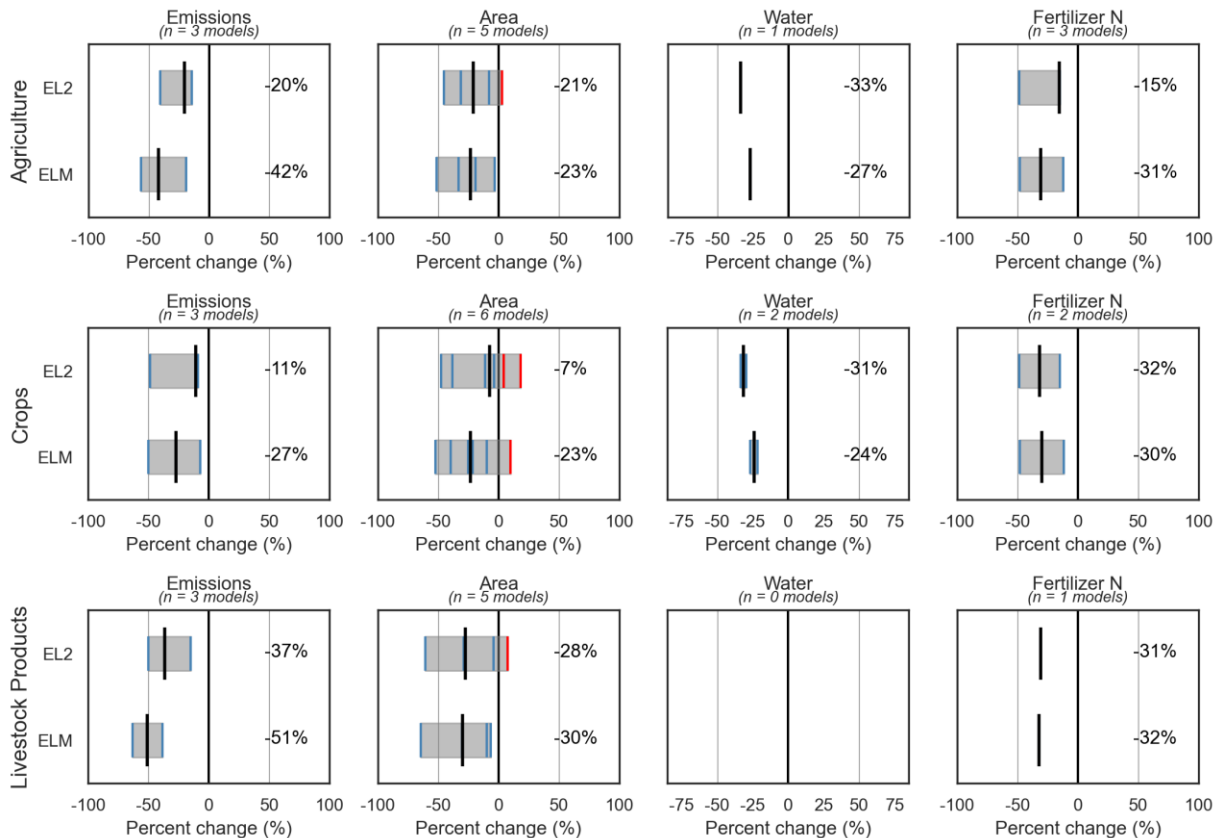 Emissions
(n = 3 models)
Area
(n = 5 models)
Water
(n = 1 models)
Fertilizer N
(n = 3 models)
Agriculture
EL2
-20%
-21%
-33%
-15%
ELM
-42%
-23%
-27%
-31%
-100 -50 0 50 100
-100 -50 0 50 100
-75 -50 -25 0 25 50 75
-100 -50 0 50 100
Percent change (%)
Percent change (%)
Percent change (%)
Percent change (%)
Emissions
(n = 3 models)
Area
(n = 6 models)
Water
(n = 2 models)
Fertilizer N
(n = 2 models)
Crops
EL2
-11%
-7%
-31%
-32%
ELM
-27%
-23%
-24%
-30%
-100 -50 0 50 100
-100 -50 0 50 100
-75 -50 -25 0 25 50 75
-100 -50 0 50 100
Percent change (%)
Percent change (%)
Percent change (%)
Percent change (%)
Emissions
(n = 3 models)
Area
(n = 5 models)
Water
(n = 0 models)
Fertilizer N
(n = 1 models)
Livestock Products
EL2
-37%
-28%
-31%
ELM
-51%
-30%
-32%
-100 -50 0 50 100
-100 -50 0 50 100
-75 -50 -25 0 25 50 75
-100 -50 0 50 100
Percent change (%)
Percent change (%)
Percent change (%)
Percent change (%)